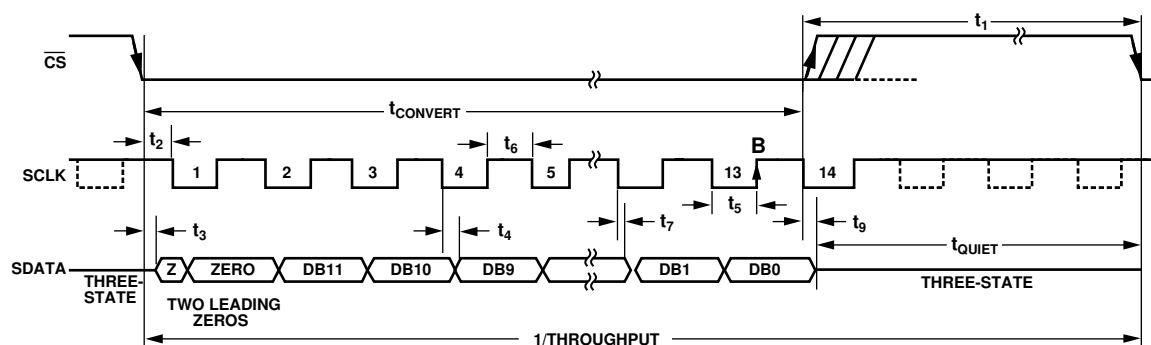 t1
CS
tCONVERT
t2
t6
B
SCLK
1
2
3
4
5
13
14
t3
t4
t7
t5
t9
tQUIET
SDATA
Z
ZERO
DB11
DB10
DB9
DB1
DB0
THREE-
STATE
THREE-STATE
TWO LEADING
ZEROS
1/THROUGHPUT